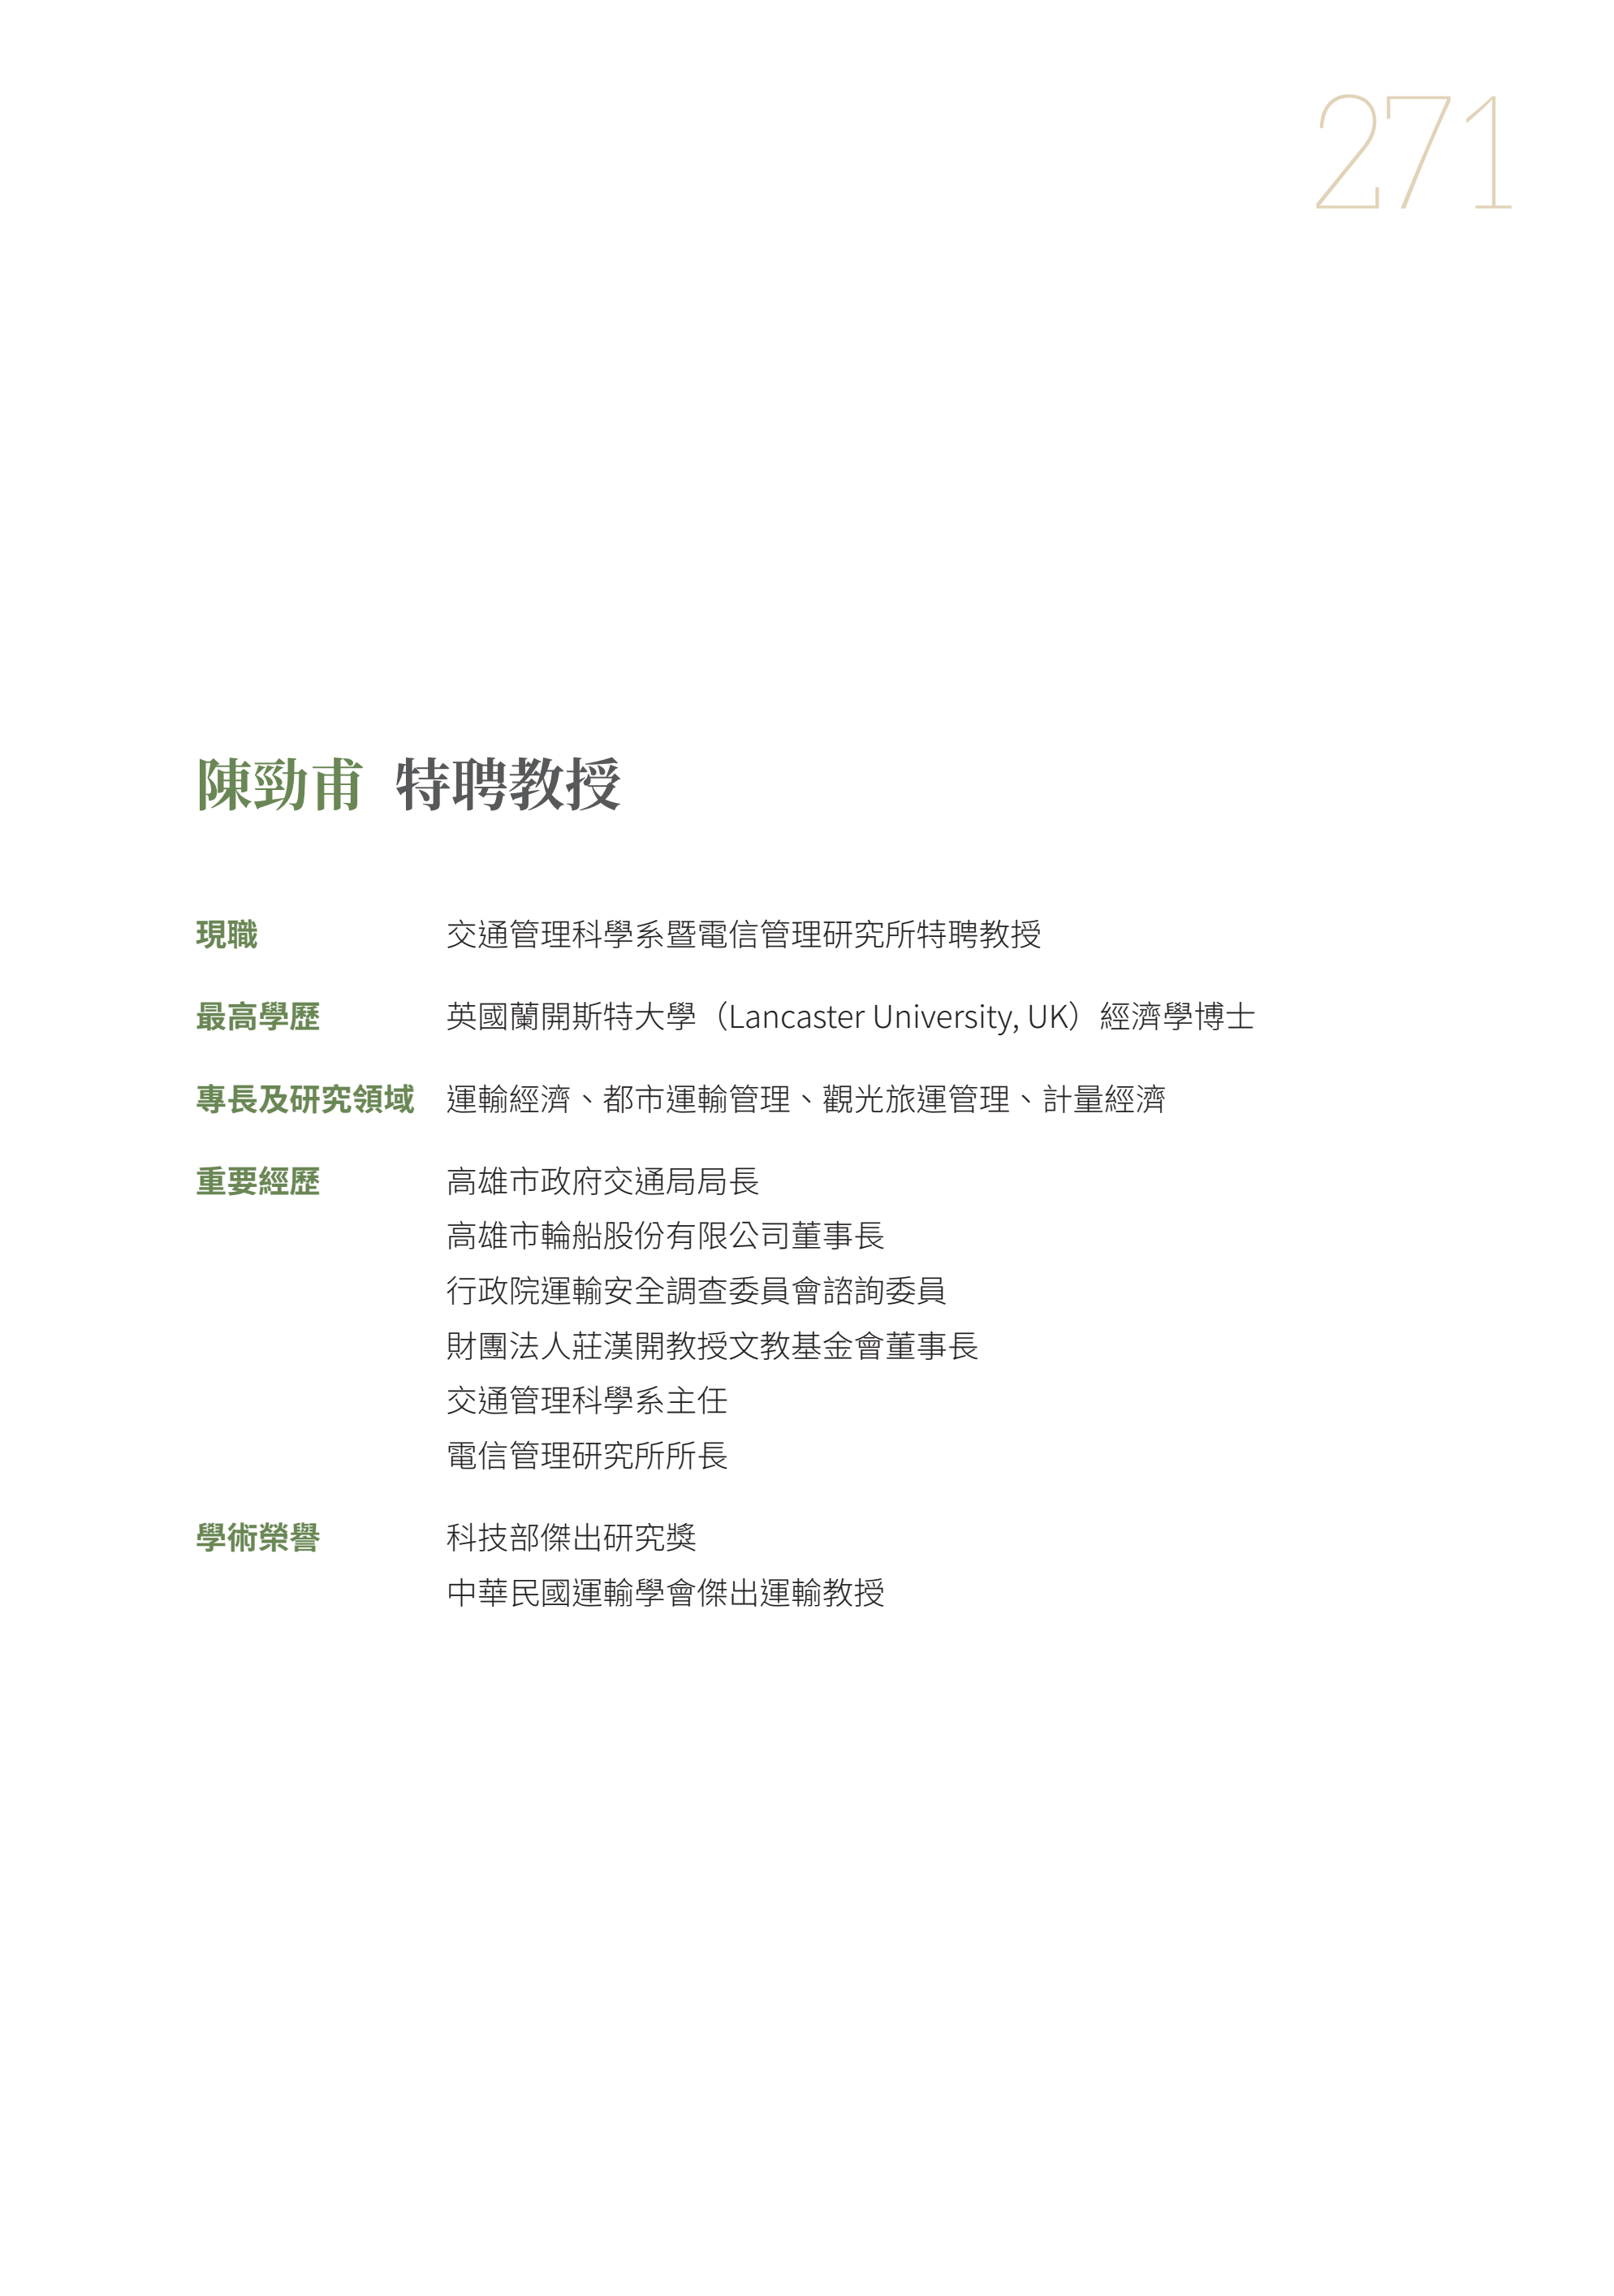 271
陳勁甫 特聘教授
現職 交通管理科學系暨電信管理研究所特聘教授
最高學歷 英國蘭開斯特大學（Lancaster University, UK）經濟學博士
專長及研究領域 運輸經濟、都市運輸管理、觀光旅運管理、計量經濟
重要經歷 高雄市政府交通局局長
高雄市輪船股份有限公司董事長
行政院運輸安全調查委員會諮詢委員
財團法人莊漢開教授文教基金會董事長
交通管理科學系主任
電信管理研究所所長
學術榮譽 科技部傑出研究獎
中華民國運輸學會傑出運輸教授